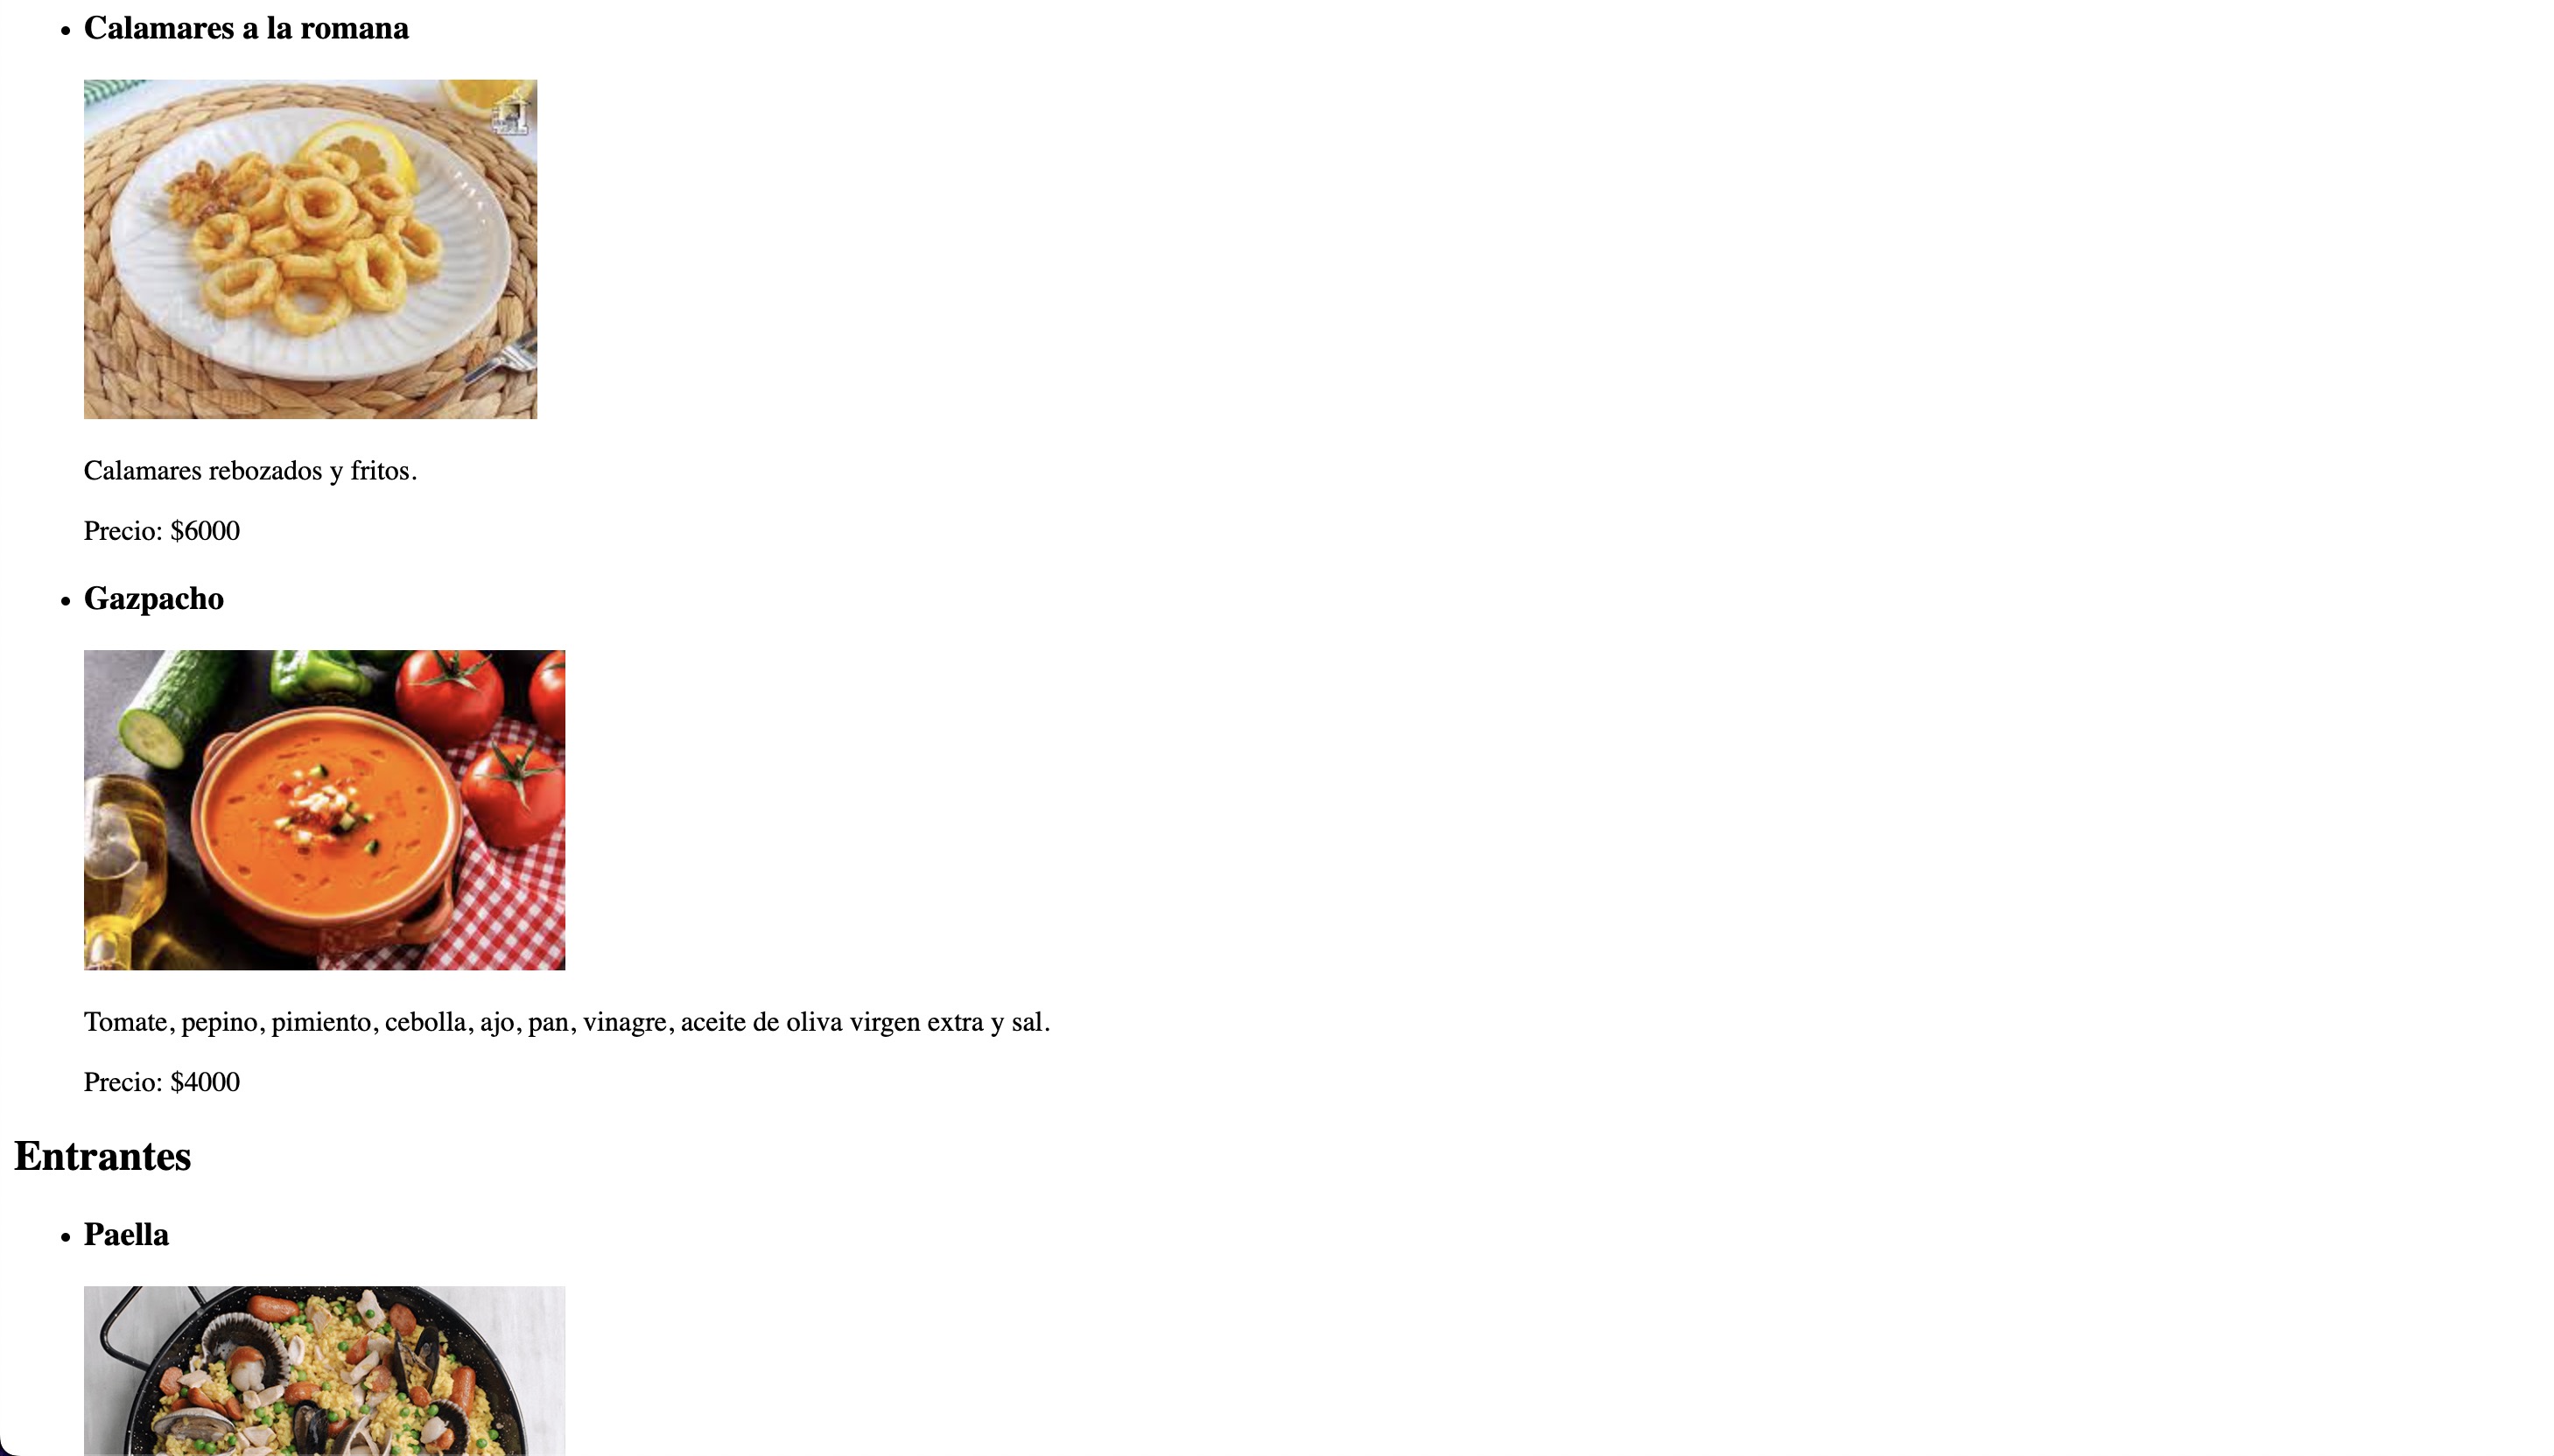 Calamares a la romana
Calamares rebozados y fritos.
Precio: $6000
Gazpacho
Tomate, pepino, pimiento, cebolla, ajo, pan, vinagre, aceite de oliva virgen extra y sal.
Precio: $4000
Entrantes
Paella